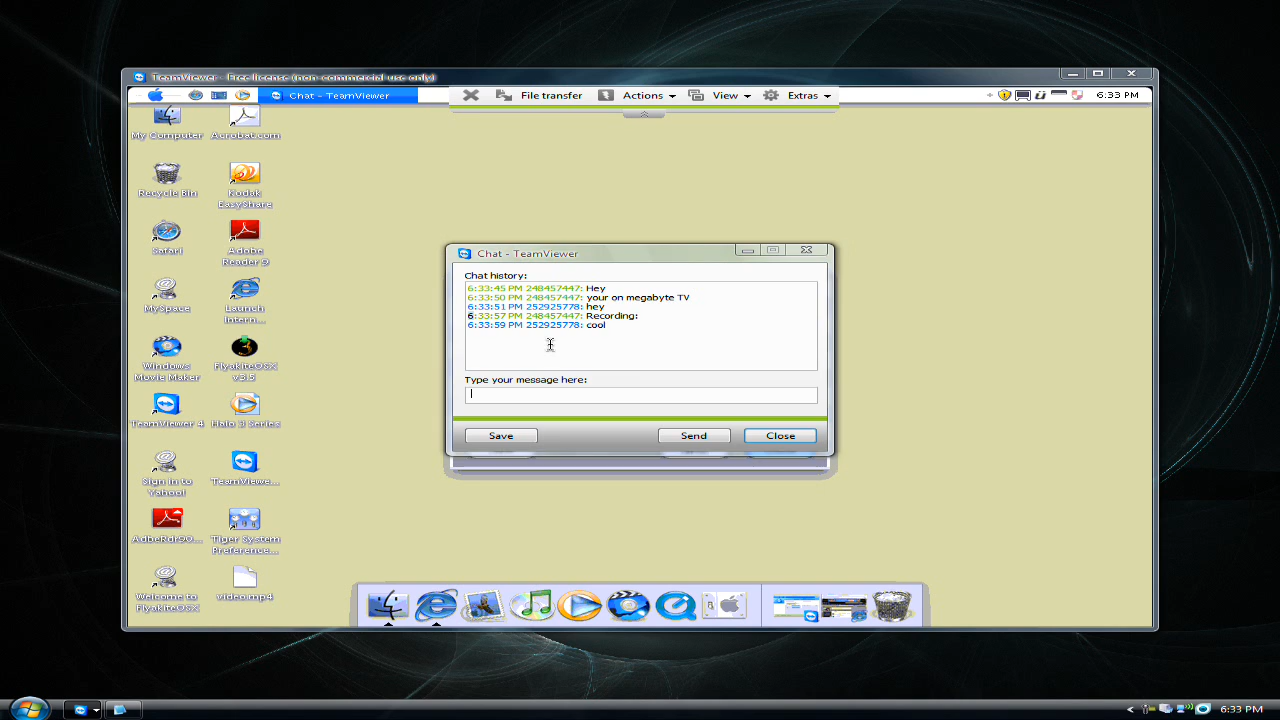 TeamViewer - Free license (non-commercial use only)
Chat - TeamViewer
File transfer
Actions
View
Extras
6:33 PM
My Computer
Acrobat.com
Recycle Bin
Kodak
EasyShare
Safari
Adobe
Reader 9
MySpace
Launch
Intern...
Windows
Movie Maker
FlyakiteOSX
v3.5
TeamViewer 4
Halo 3 Series
Sign in to
Yahoo!
TeamViewe...
AdbeRdr90...
Tiger System
Preference...
Welcome to
FlyakiteOSX
video.mp4
Chat - TeamViewer
Chat history:
6:33:45 PM 248457447: Hey
6:33:50 PM 248457447: your on megabyte TV
6:33:51 PM 252925778: hey
6:33:57 PM 248457447: Recording:
6:33:59 PM 252925778: cool
Type your message here:
Save
Send
Close
6:33 PM